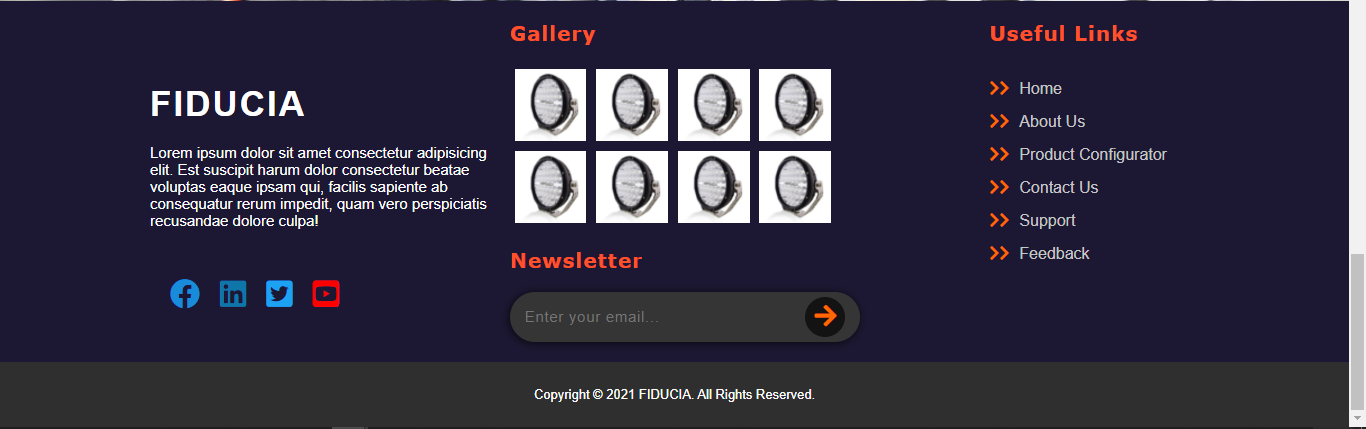 FIDUCIA
Lorem ipsum dolor sit amet consectetur adipisicing
elit. Est suscipit harum dolor consectetur beatae
voluptas eaque ipsam qui, facilis sapiente ab
consequatur rerum impedit, quam vero perspiciatis
recusandae dolore culpa!
Gallery
Newsletter
Enter your email...
Useful Links
Home
About Us
Product Configurator
Contact Us
Support
Feedback
Copyright © 2021 FIDUCIA. All Rights Reserved.